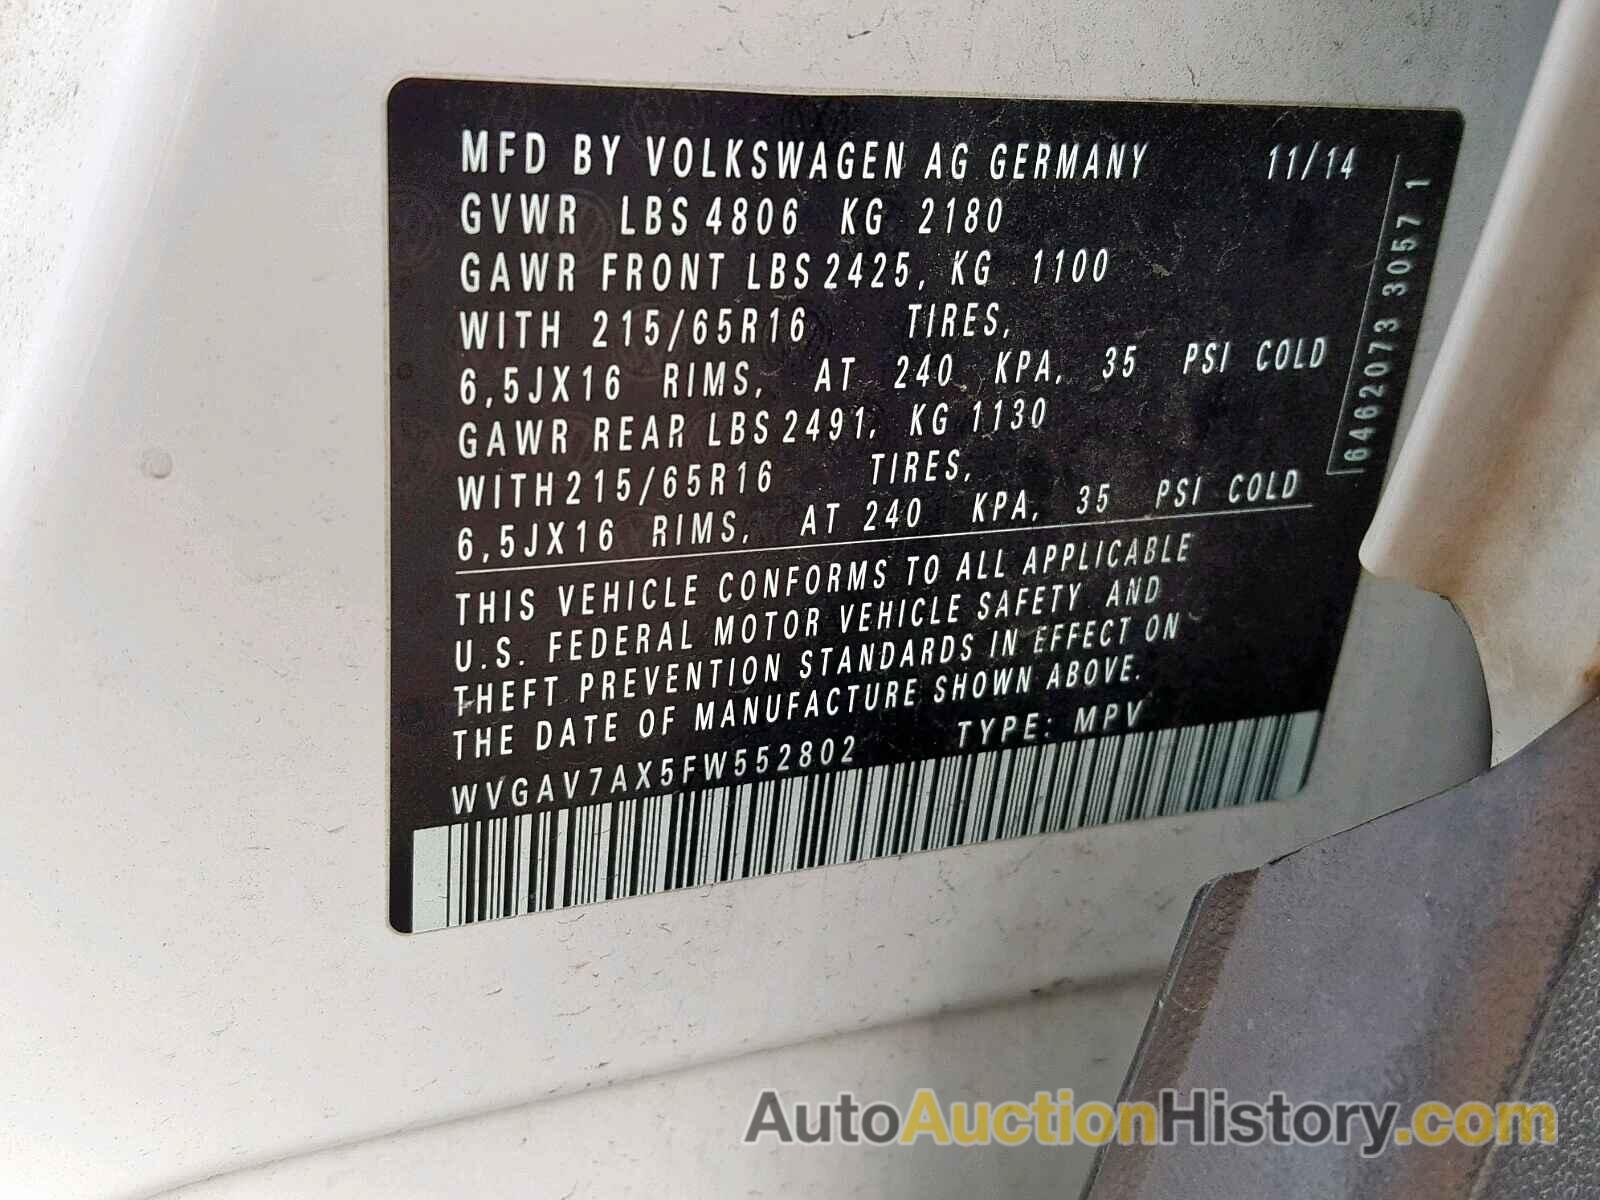 MFD BY VOLKSWAGEN AG GERMANY 11/14
GVWR LBS 4806 KG 2180
GAWR FRONT LBS 2425, KG 1100
WITH 215/65R16 TIRES,
6,5JX16 RIMS, AT 240 KPA, 35 PSI COLD
GAWR REAR LBS 2491, KG 1130
WITH 215/65R16 TIRES,
6,5JX16 RIMS, AT 240 KPA, 35 PSI COLD
THIS VEHICLE CONFORMS TO ALL APPLICABLE
U.S. FEDERAL MOTOR VEHICLE SAFETY AND
THEFT PREVENTION STANDARDS IN EFFECT ON
THE DATE OF MANUFACTURE SHOWN ABOVE.
WVGAV7AX5FW552802 TYPE: MPV
6462073 3057 1
AutoAuctionHistory.com